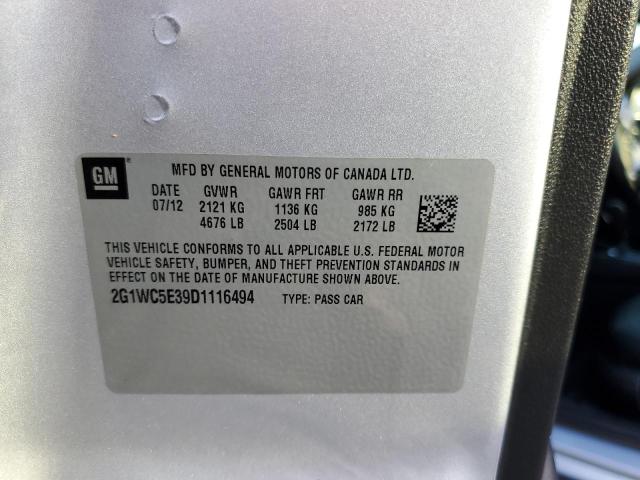 GM ® MFD BY GENERAL MOTORS OF CANADA LTD.
DATE GVWR GAWR FRT GAWR RR
07/12 2121 KG 1136 KG 985 KG
4676 LB 2504 LB 2172 LB
THIS VEHICLE CONFORMS TO ALL APPLICABLE U.S. FEDERAL MOTOR
VEHICLE SAFETY, BUMPER, AND THEFT PREVENTION STANDARDS IN
EFFECT ON THE DATE OF MANUFACTURE SHOWN ABOVE.
2G1WC5E39D1116494 TYPE: PASS CAR